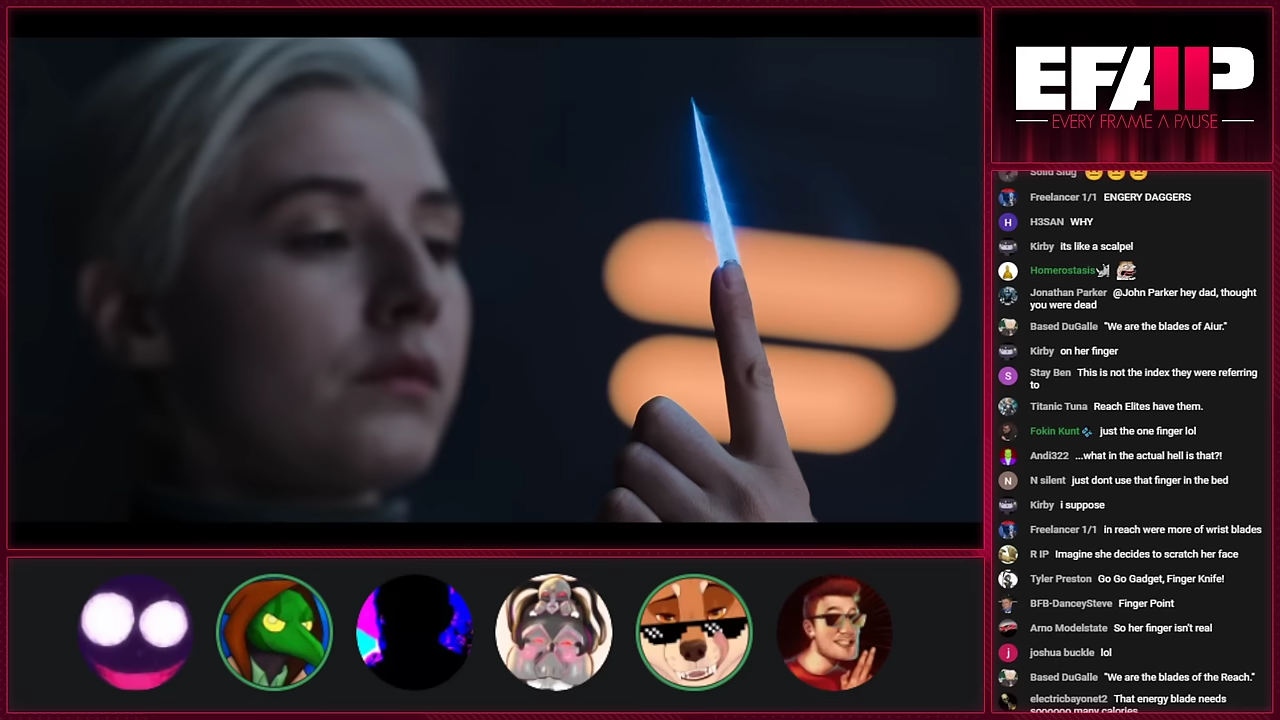 EFAP
EVERY FRAME A PAUSE
Solid Slug
Freelancer 1/1 ENGERY DAGGERS
H H3SAN WHY
Kirby its like a scalpel
Homerostasis
Jonathan Parker @John Parker hey dad, thought
you were dead
Based DuGalle "We are the blades of Aiur."
Kirby on her finger
S Stay Ben This is not the index they were referring
to
Titanic Tuna Reach Elites have them.
Fokin Kunt just the one finger lol
Andi322 ...what in the actual hell is that?!
N N silent just dont use that finger in the bed
Kirby i suppose
Freelancer 1/1 in reach were more of wrist blades
R IP Imagine she decides to scratch her face
Tyler Preston Go Go Gadget, Finger Knife!
BFB-DanceySteve Finger Point
Arno Modelstate So her finger isn't real
j joshua buckle lol
Based DuGalle "We are the blades of the Reach."
electricbayonet2 That energy blade needs
soooooo many calories